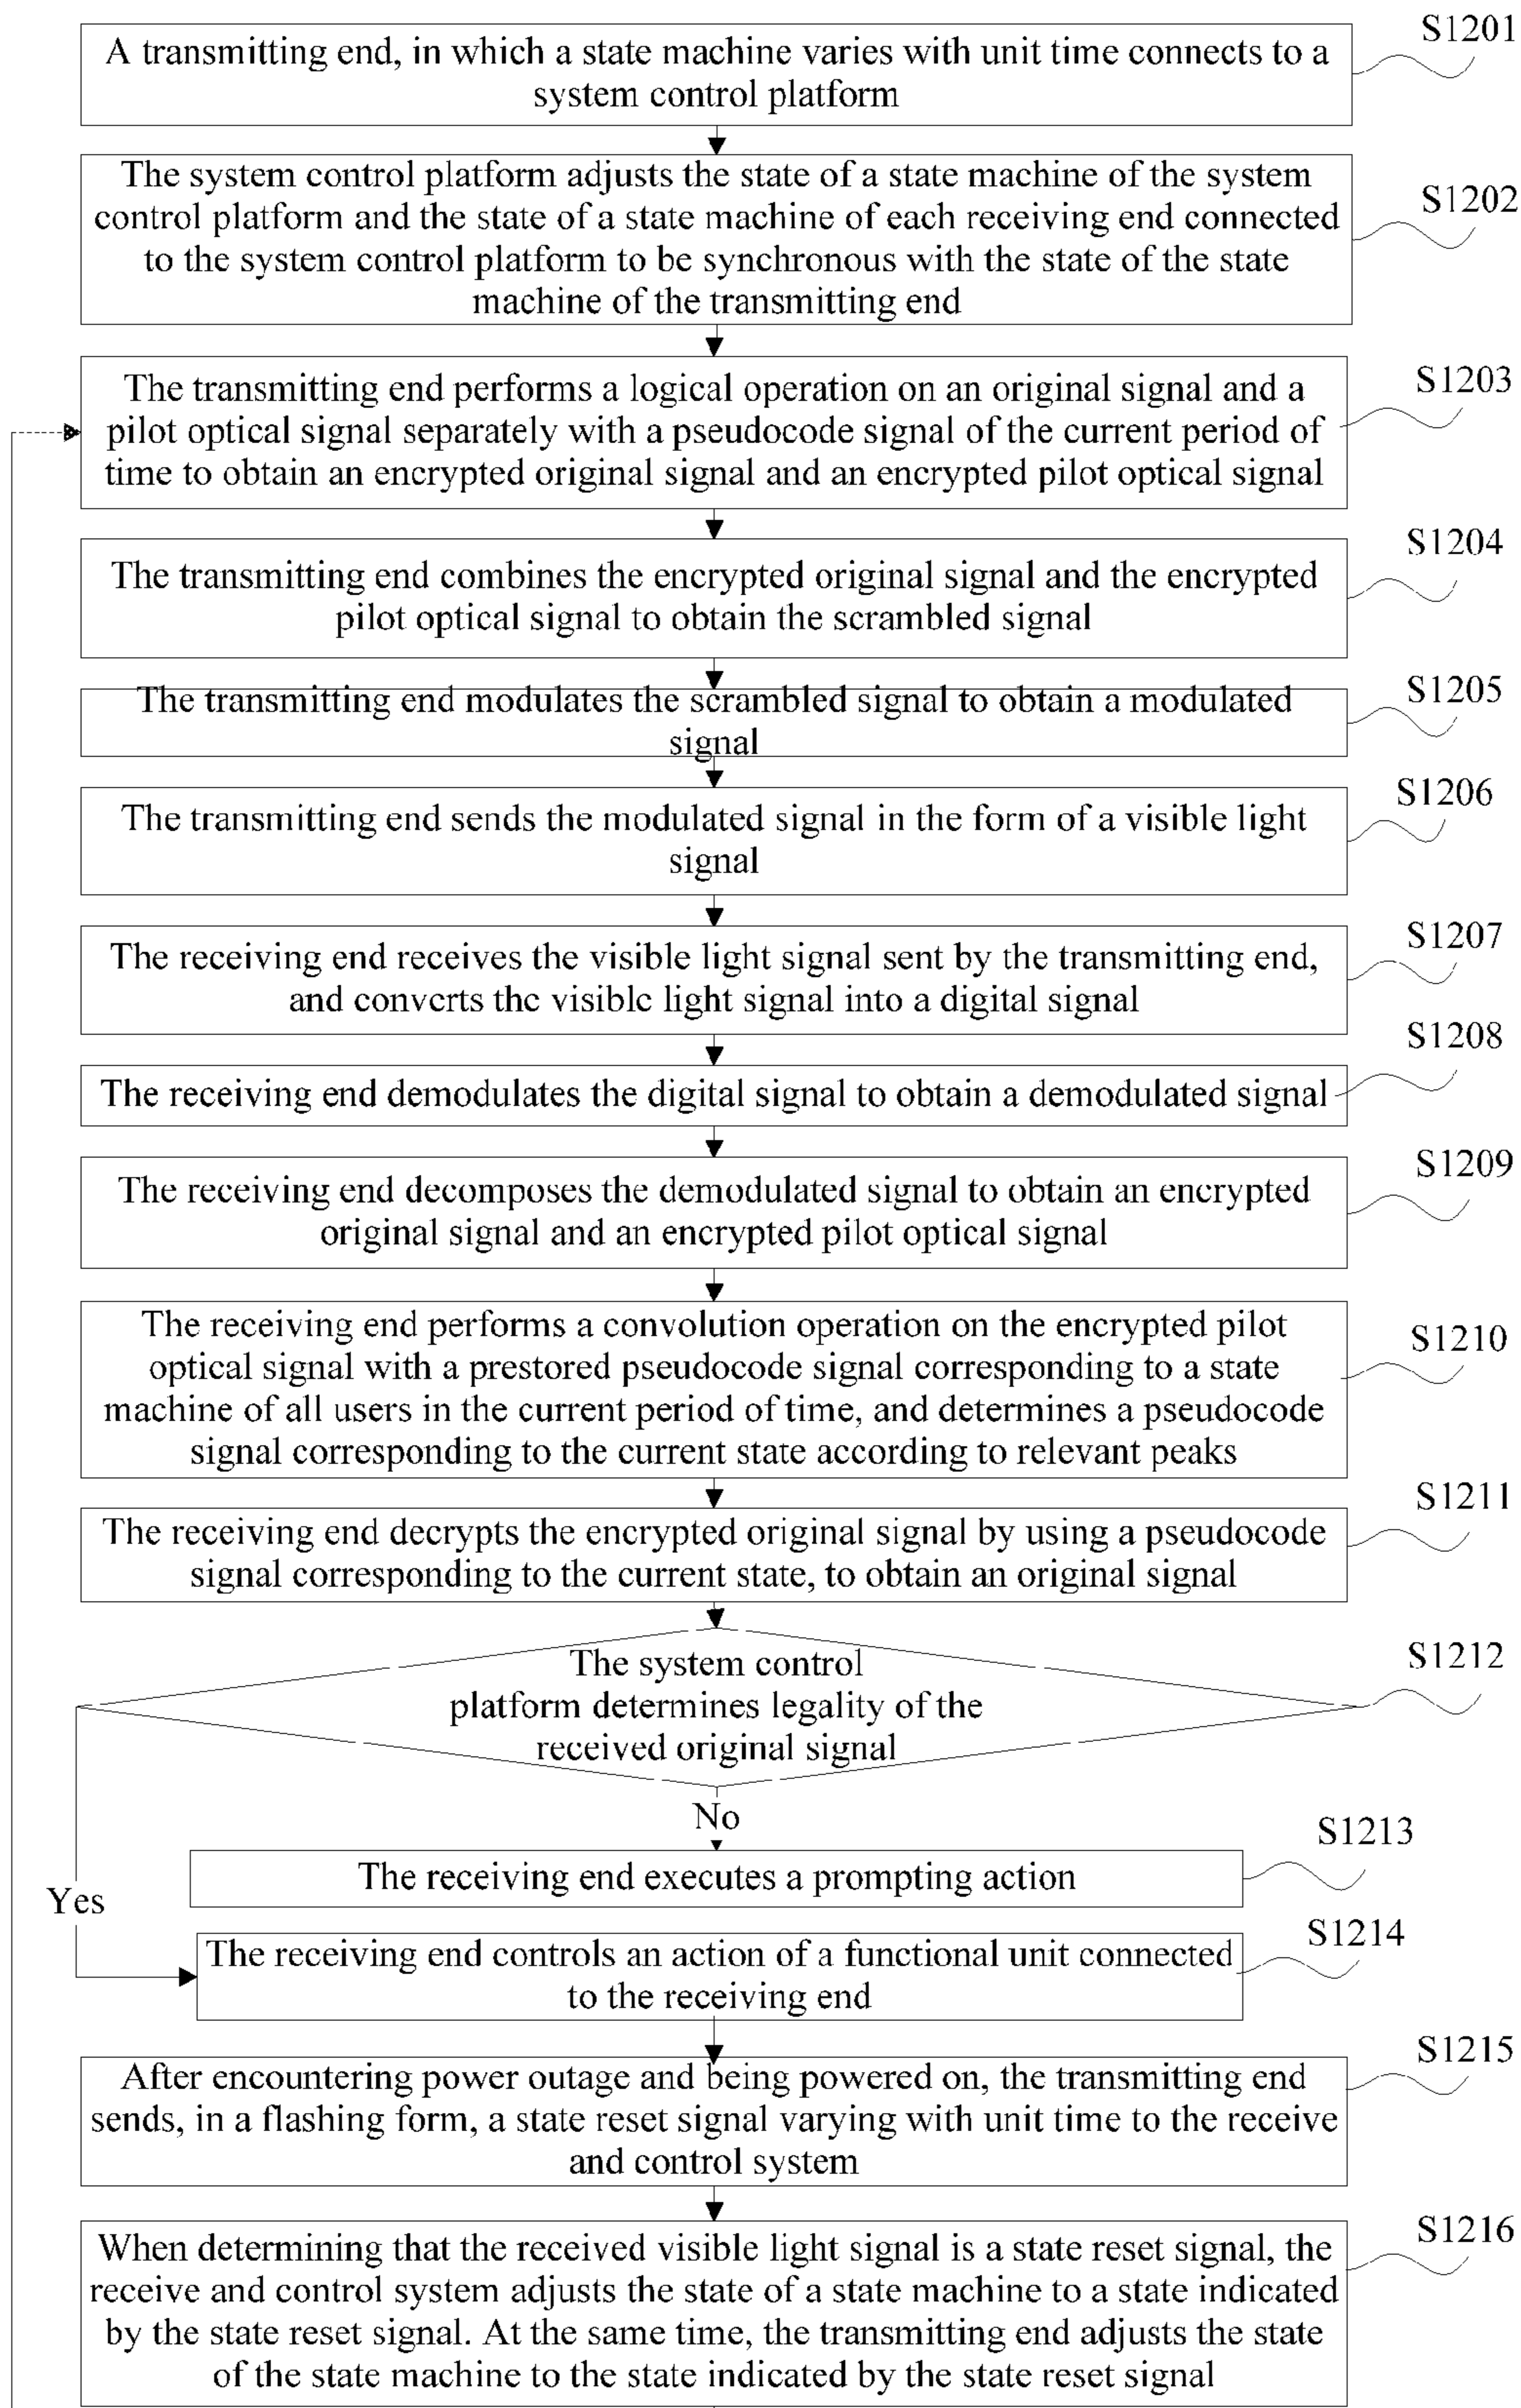 S1201
A transmitting end, in which a state machine varies with unit time connects to a
system control platform
S1202
The system control platform adjusts the state of a state machine of the system
control platform and the state of a state machine of each receiving end connected
to the system control platform to be synchronous with the state of the state
machine of the transmitting end
S1203
The transmitting end performs a logical operation on an original signal and a
pilot optical signal separately with a pseudocode signal of the current period of
time to obtain an encrypted original signal and an encrypted pilot optical signal
S1204
The transmitting end combines the encrypted original signal and the encrypted
pilot optical signal to obtain the scrambled signal
S1205
The transmitting end modulates the scrambled signal to obtain a modulated
signal
S1206
The transmitting end sends the modulated signal in the form of a visible light
signal
S1207
The receiving end receives the visible light signal sent by the transmitting end,
and converts the visible light signal into a digital signal
S1208
The receiving end demodulates the digital signal to obtain a demodulated signal
S1209
The receiving end decomposes the demodulated signal to obtain an encrypted
original signal and an encrypted pilot optical signal
S1210
The receiving end performs a convolution operation on the encrypted pilot
optical signal with a prestored pseudocode signal corresponding to a state
machine of all users in the current period of time, and determines a pseudocode
signal corresponding to the current state according to relevant peaks
S1211
The receiving end decrypts the encrypted original signal by using a pseudocode
signal corresponding to the current state, to obtain an original signal
S1212
The system control
platform determines legality of the
received original signal
No
S1213
The receiving end executes a prompting action
Yes
S1214
The receiving end controls an action of a functional unit connected
to the receiving end
S1215
After encountering power outage and being powered on, the transmitting end
sends, in a flashing form, a state reset signal varying with unit time to the receive
and control system
S1216
When determining that the received visible light signal is a state reset signal, the
receive and control system adjusts the state of a state machine to a state indicated
by the state reset signal. At the same time, the transmitting end adjusts the state
of the state machine to the state indicated by the state reset signal